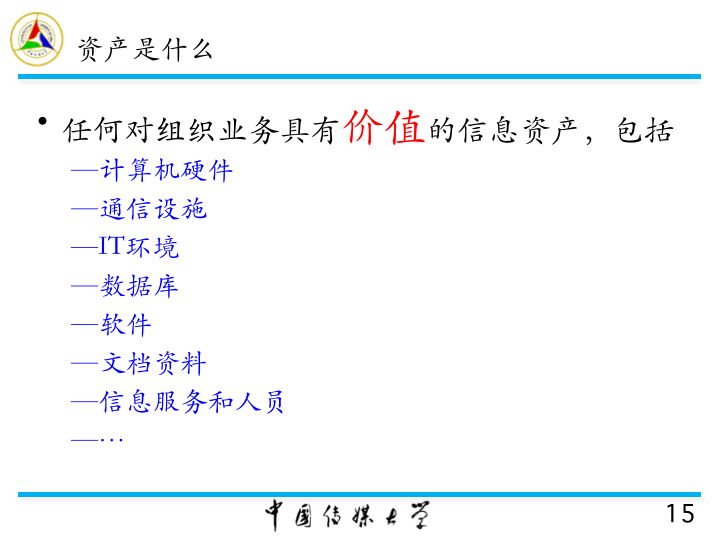 资产是什么
• 任何对组织业务具有价值的信息资产，包括
—计算机硬件
—通信设施
—IT环境
—数据库
—软件
—文档资料
—信息服务和人员
—…
中国传媒大学
15